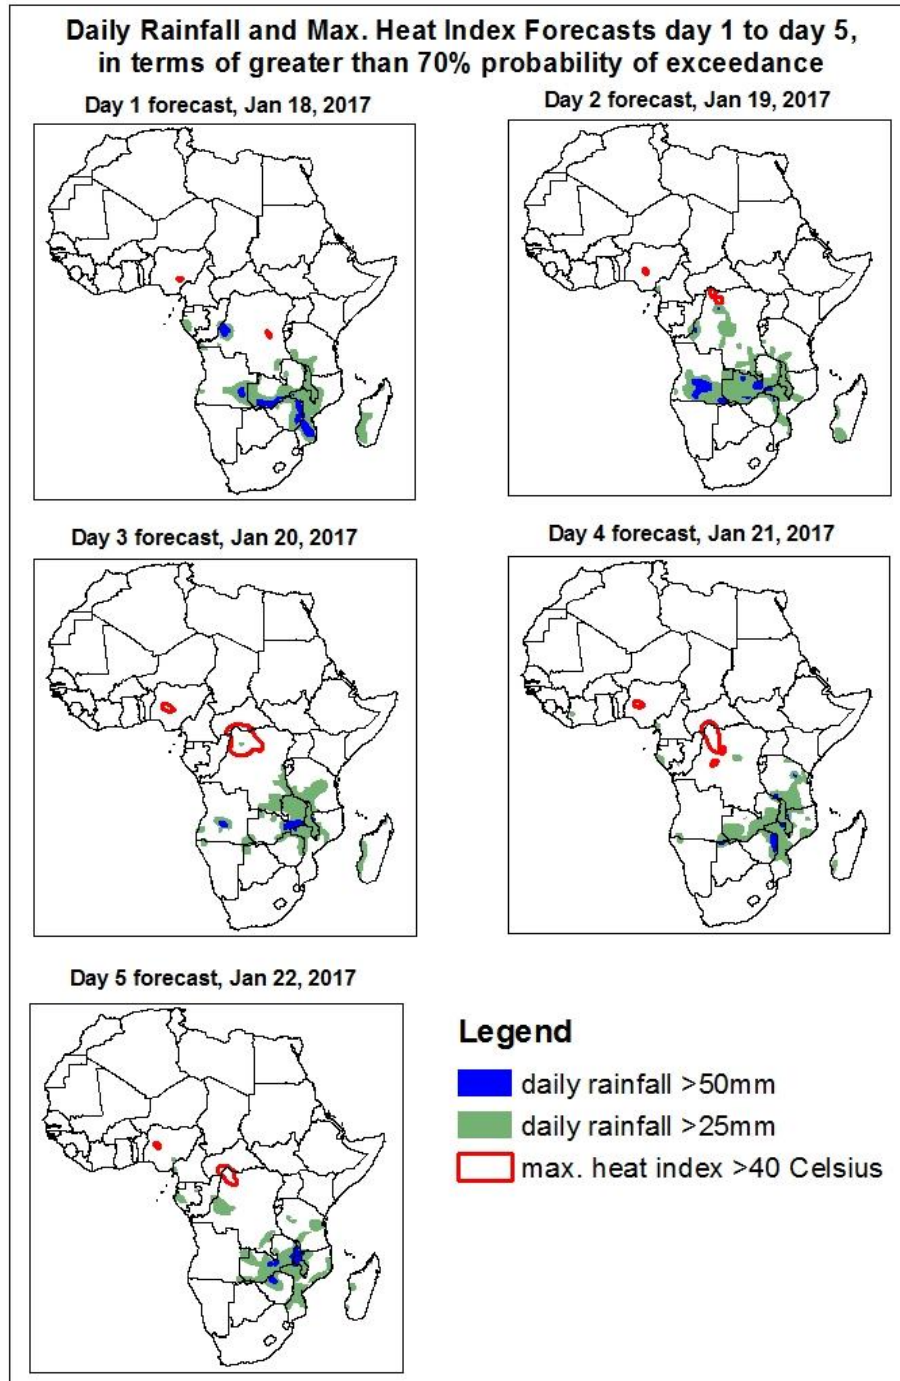 Daily Rainfall and Max. Heat Index Forecasts day 1 to day 5,
in terms of greater than 70% probability of exceedance
Day 1 forecast, Jan 18, 2017
Day 2 forecast, Jan 19, 2017
Day 3 forecast, Jan 20, 2017
Day 4 forecast, Jan 21, 2017
Day 5 forecast, Jan 22, 2017
Legend
daily rainfall >50mm
daily rainfall >25mm
max. heat index >40 Celsius